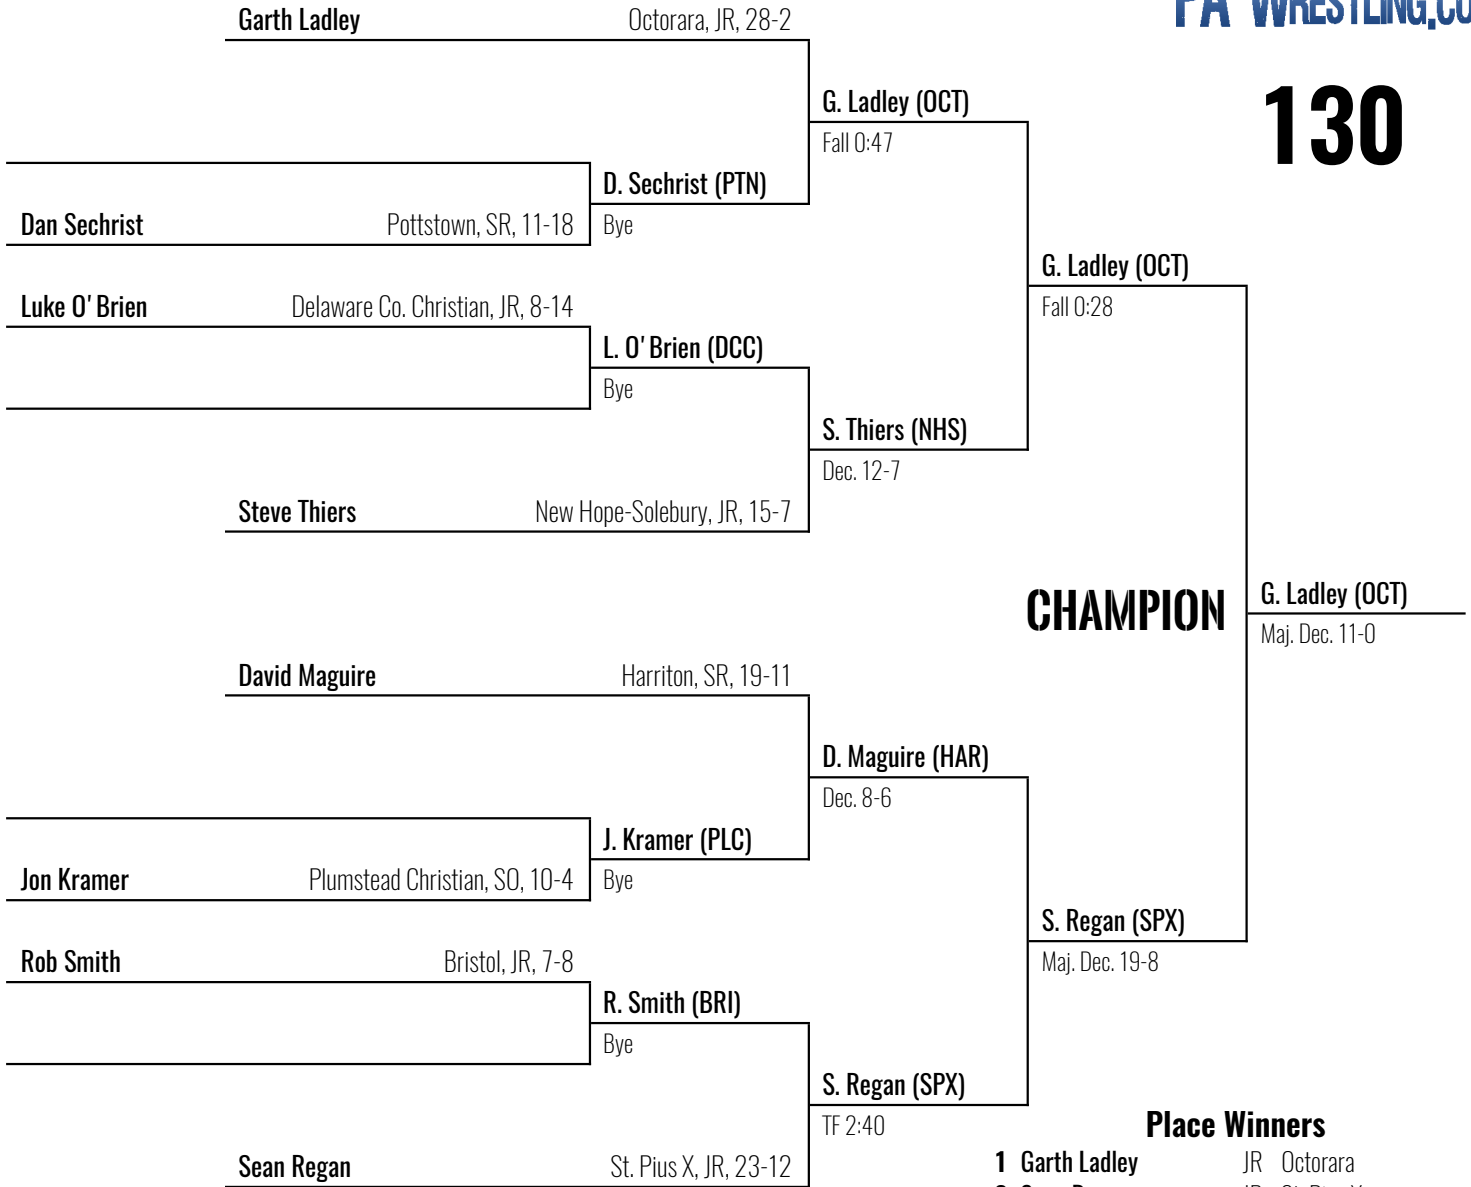 Garth Ladley Octorara, JR, 28-2
PA WRESTLING.CO
130
G. Ladley (OCT)
Fall 0:47
D. Sechrist (PTN)
Dan Sechrist Pottstown, SR, 11-18 Bye
G. Ladley (OCT)
Luke O'Brien Delaware Co. Christian, JR, 8-14 Fall 0:28
L. O'Brien (DCC)
Bye
S. Thiers (NHS)
Dec. 12-7
Steve Thiers New Hope-Solebury, JR, 15-7
CHAMPION G. Ladley (OCT)
Maj. Dec. 11-0
David Maguire Harriton, SR, 19-11
D. Maguire (HAR)
Dec. 8-6
J. Kramer (PLC)
Jon Kramer Plumstead Christian, SO, 10-4 Bye
S. Regan (SPX)
Rob Smith Bristol, JR, 7-8 Maj. Dec. 19-8
R. Smith (BRI)
Bye
S. Regan (SPX)
TF 2:40 Place Winners
Sean Regan St. Pius X, JR, 23-12 1 Garth Ladley JR Octorara